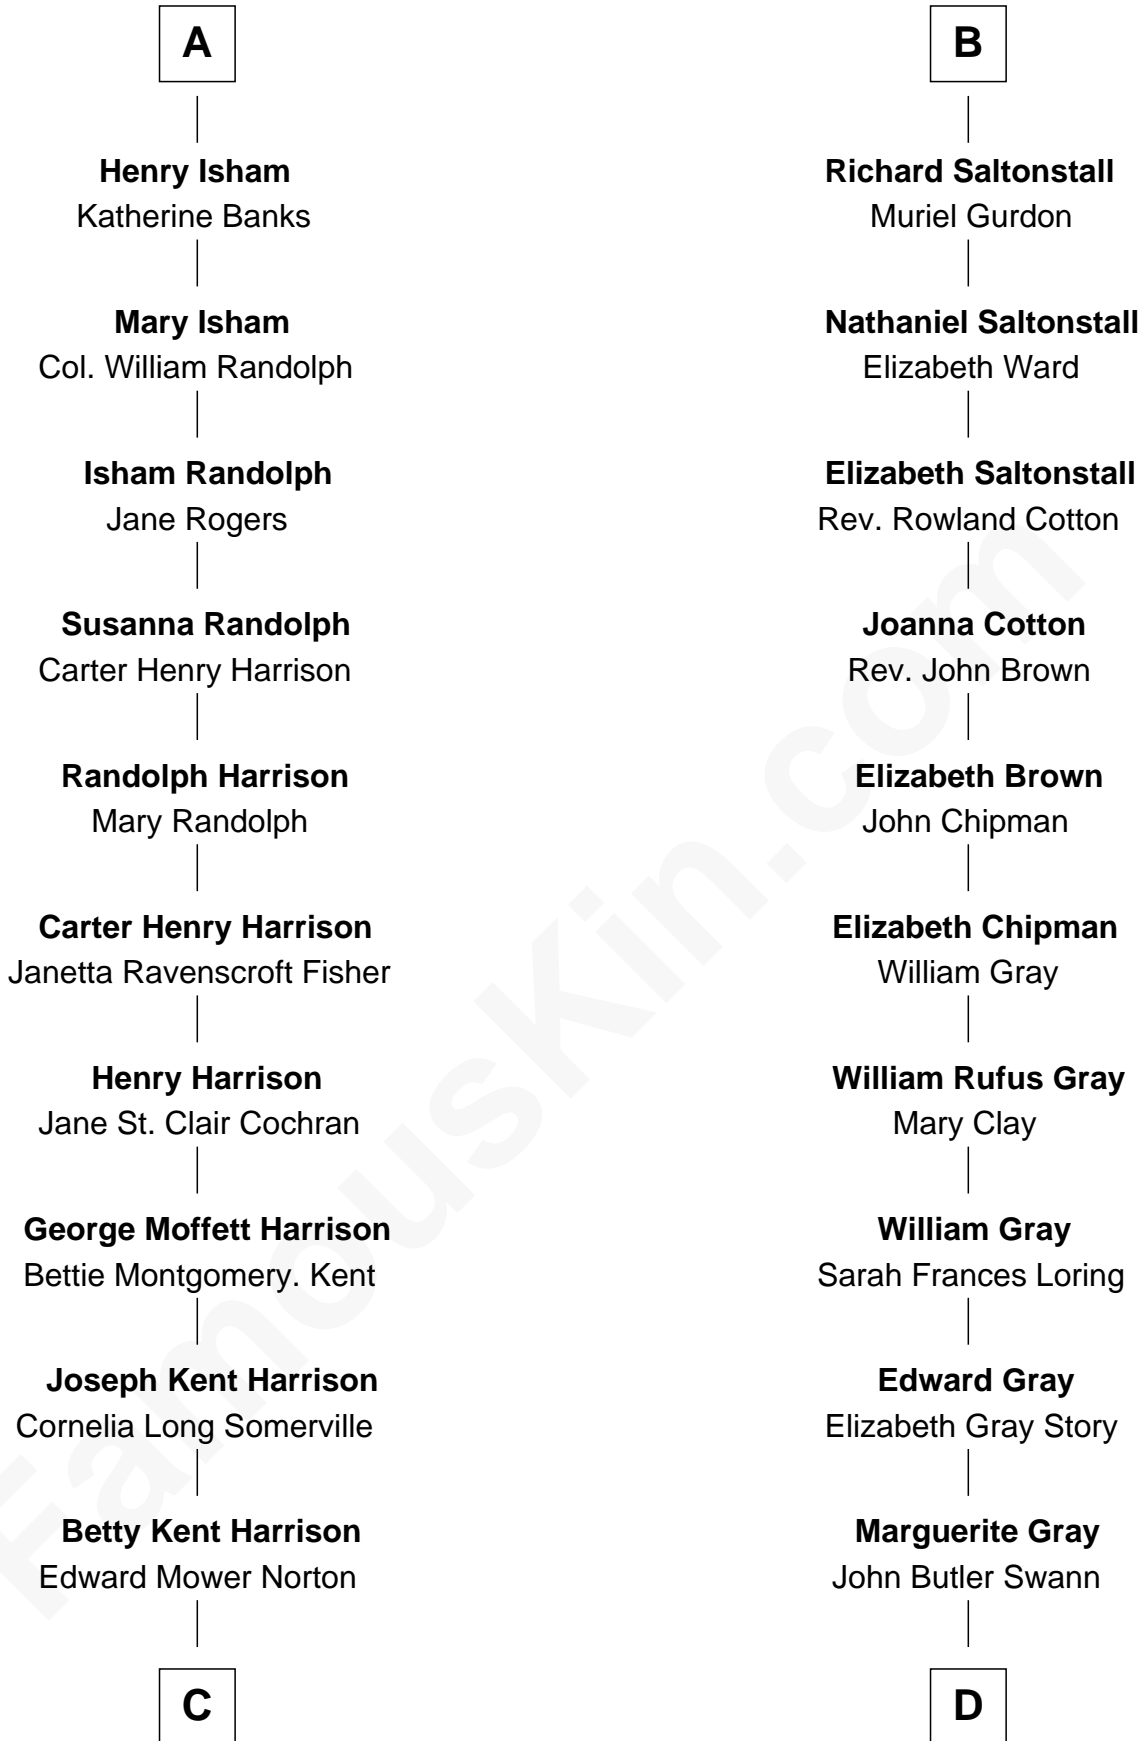 A
Henry Isham
Katherine Banks
Mary Isham
Col. William Randolph
Isham Randolph
Jane Rogers
Susanna Randolph
Carter Henry Harrison
Randolph Harrison
Mary Randolph
Carter Henry Harrison
Janetta Ravenscroft Fisher
Henry Harrison
Jane St. Clair Cochran
George Moffett Harrison
Bettie Montgomery. Kent
Joseph Kent Harrison
Cornelia Long Somerville
Betty Kent Harrison
Edward Mower Norton
C
B
Richard Saltonstall
Muriel Gurdon
Nathaniel Saltonstall
Elizabeth Ward
Elizabeth Saltonstall
Rev. Rowland Cotton
Joanna Cotton
Rev. John Brown
Elizabeth Brown
John Chipman
Elizabeth Chipman
William Gray
William Rufus Gray
Mary Clay
William Gray
Sarah Frances Loring
Edward Gray
Elizabeth Gray Story
Marguerite Gray
John Butler Swann
D
FamousKin.com